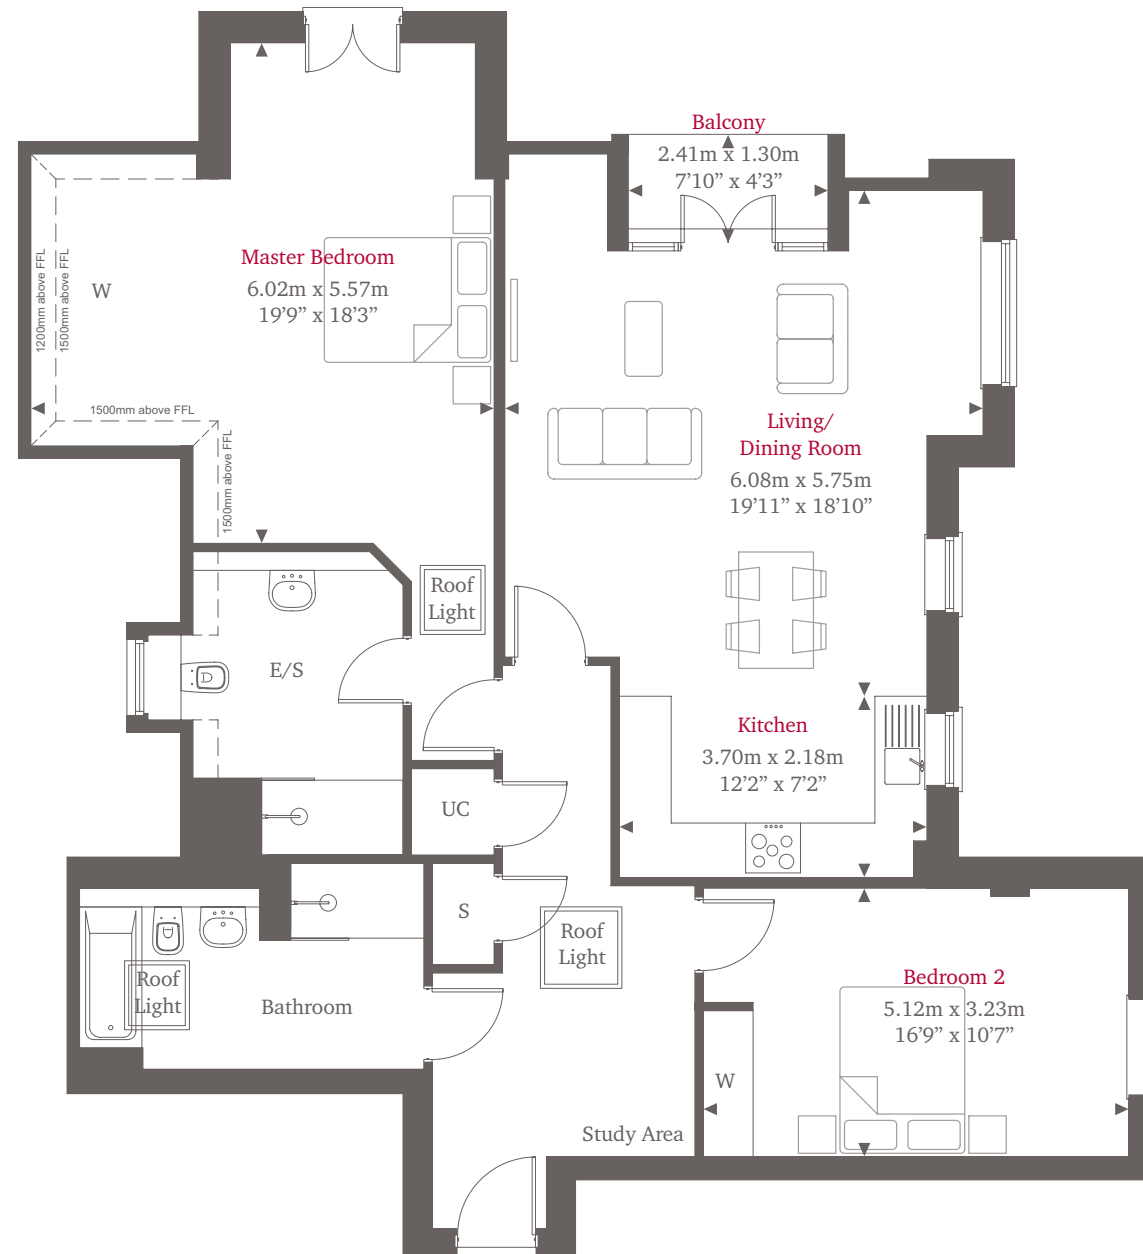 Balcony
2.41m x 1.30m
7’10” x 4’3”
Master Bedroom
6.02m x 5.57m
19’9” x 18’3”
W
1200mm above FFL
1500mm above FFL
1500mm above FFL
1500mm above FFL
Living/
Dining Room
6.08m x 5.75m
19’11” x 18’10”
Roof
Light
E/S
Kitchen
3.70m x 2.18m
12’2” x 7’2”
UC
S
Roof
Light
Roof
Light
Bathroom
Bedroom 2
5.12m x 3.23m
16’9” x 10’7”
W
Study Area